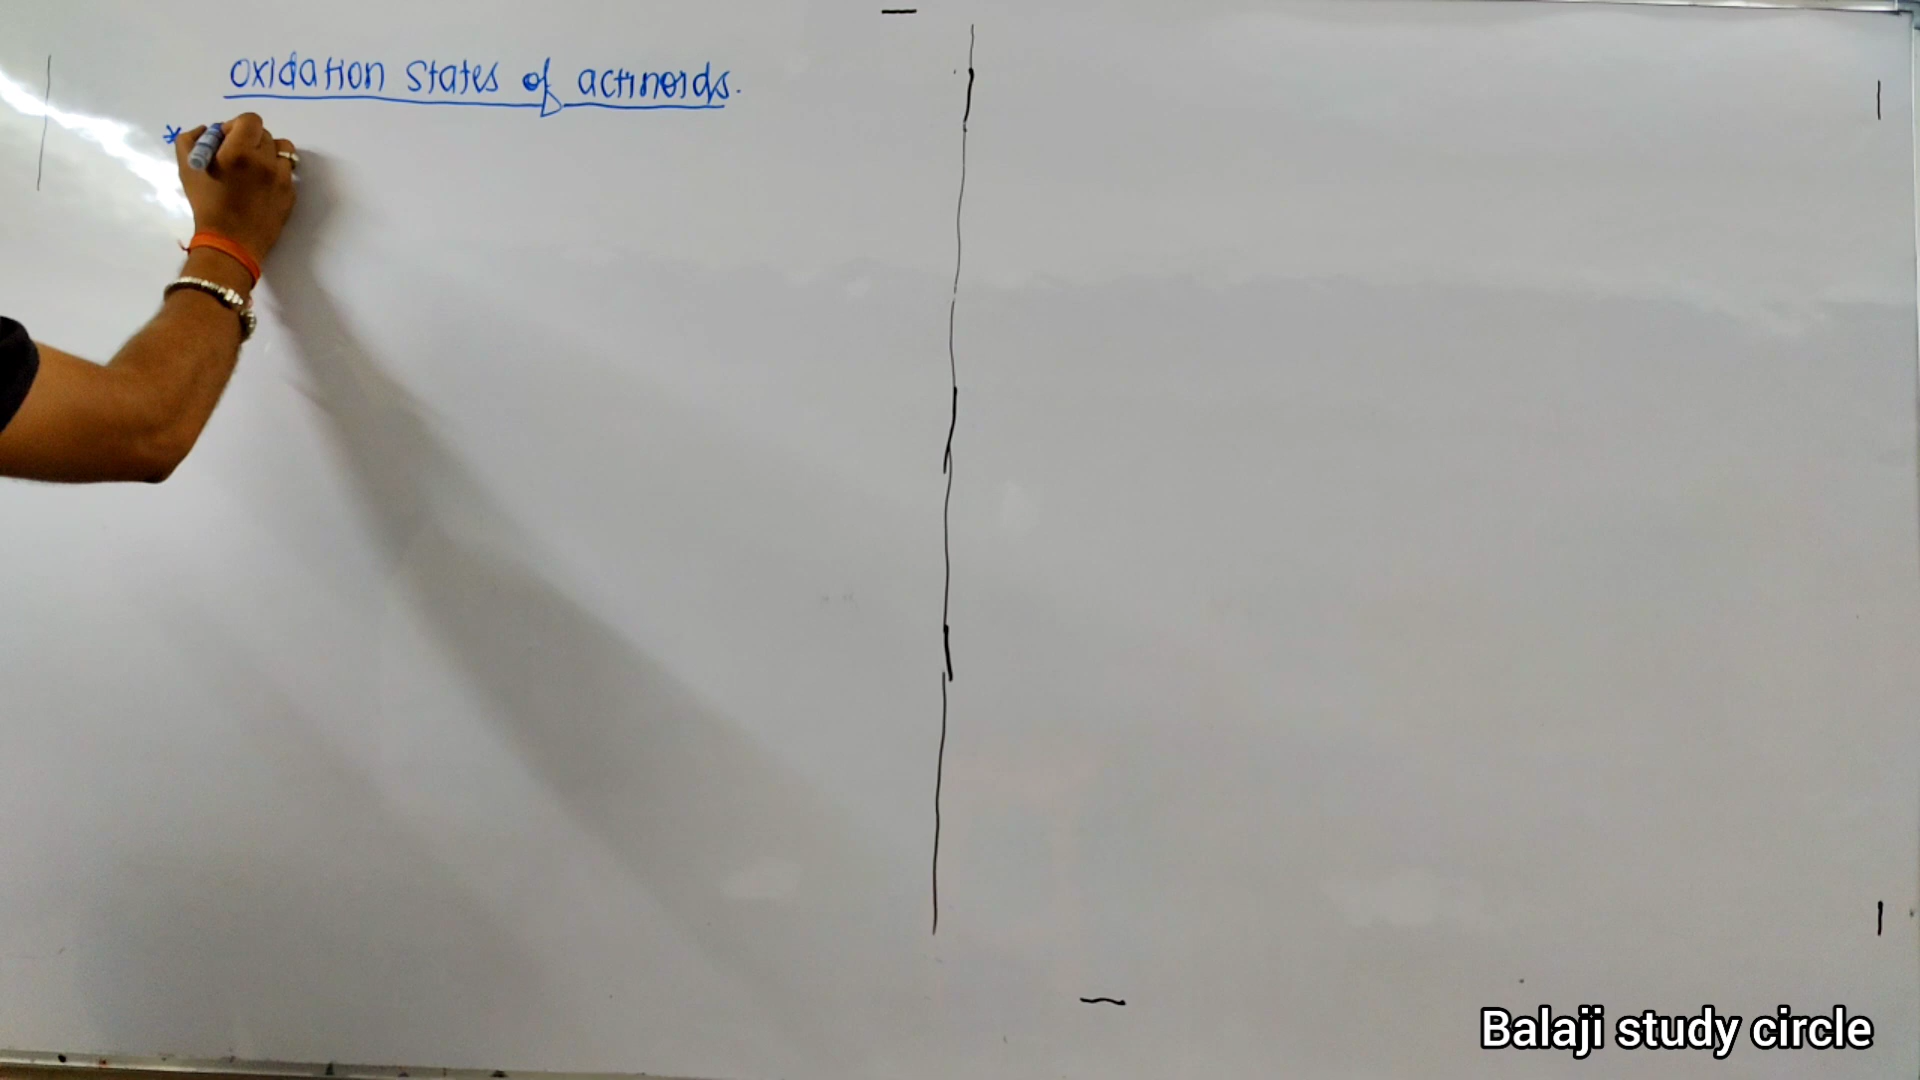 Oxidation states of actinoids.
*
Balaji study circle